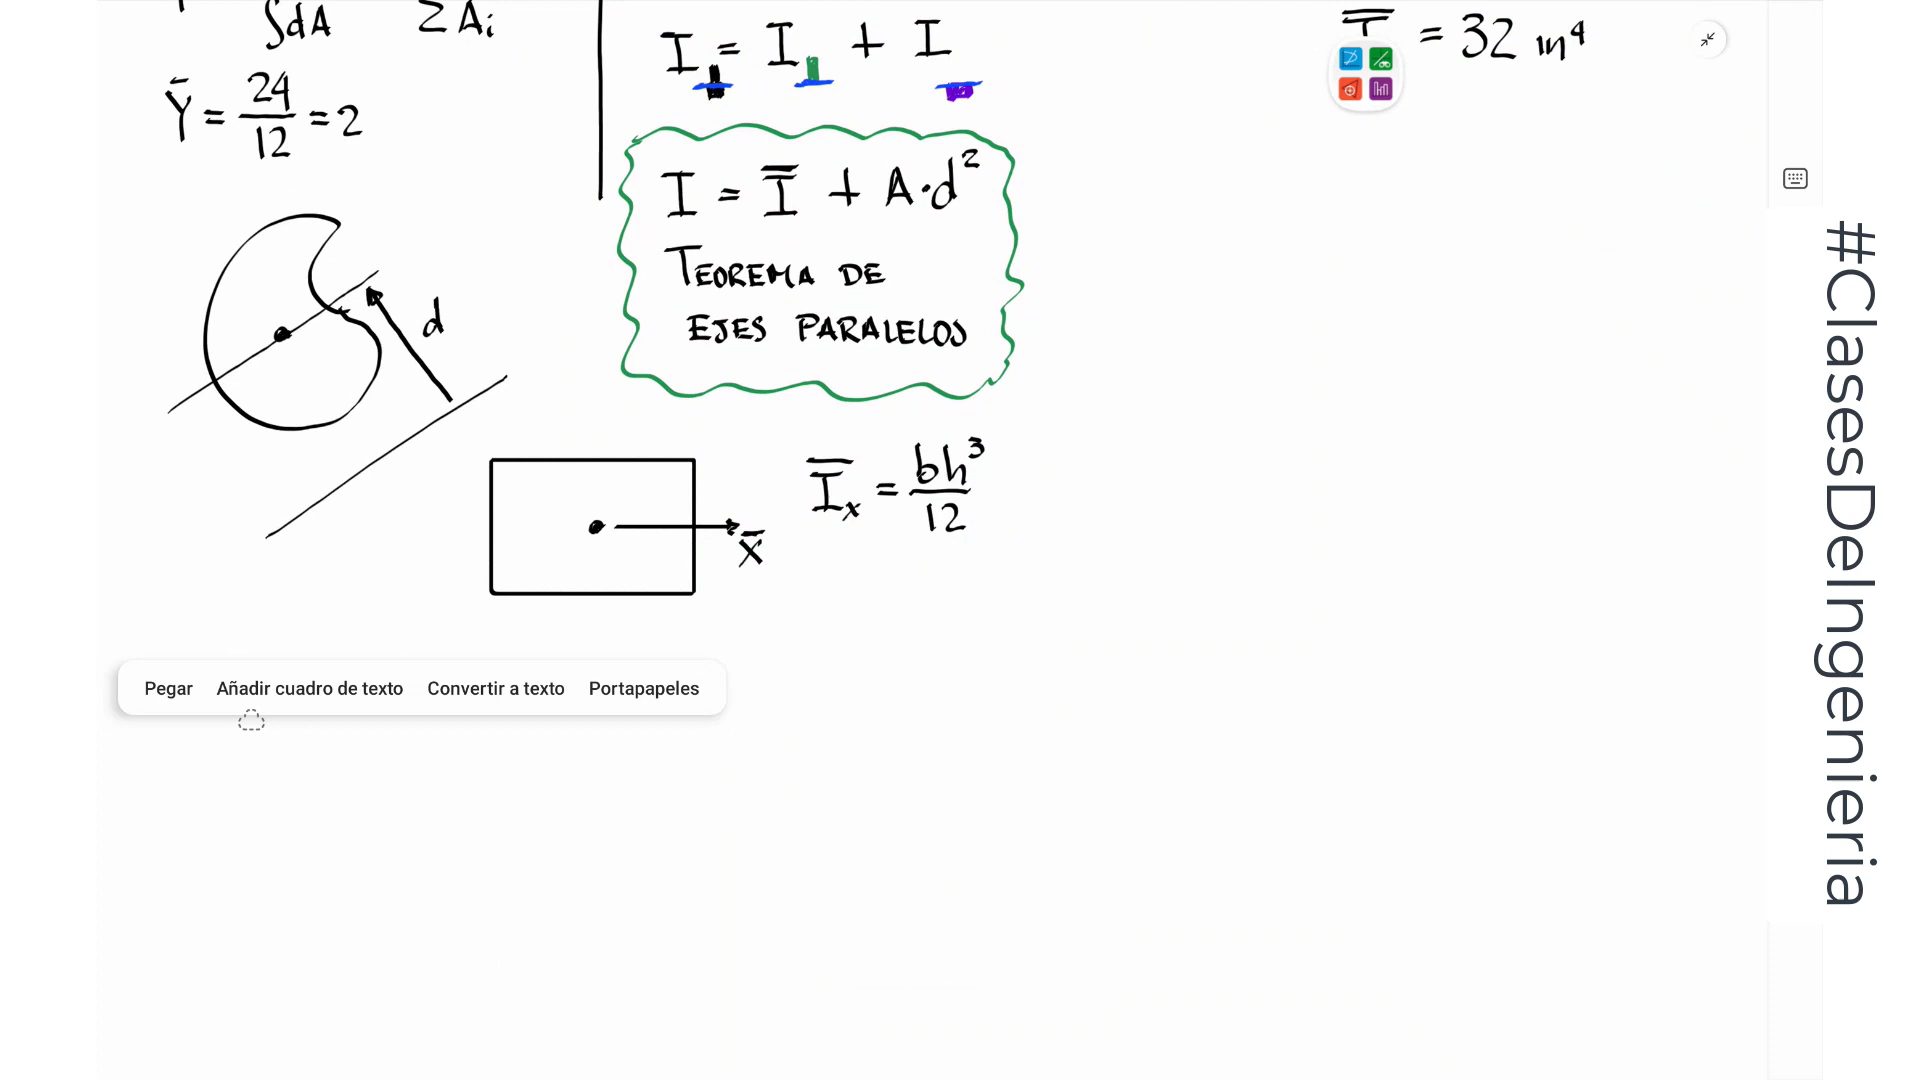 ∫dA ΣAᵢ
Ȳ = 24/12 = 2
I = I + I
I = Ī + A·d²
TEOREMA DE
EJES PARALELOS
d
x̄
Īx = bh³/12
= 32 in⁴
Pegar Añadir cuadro de texto Convertir a texto Portapapeles
#ClasesDeIngenieria